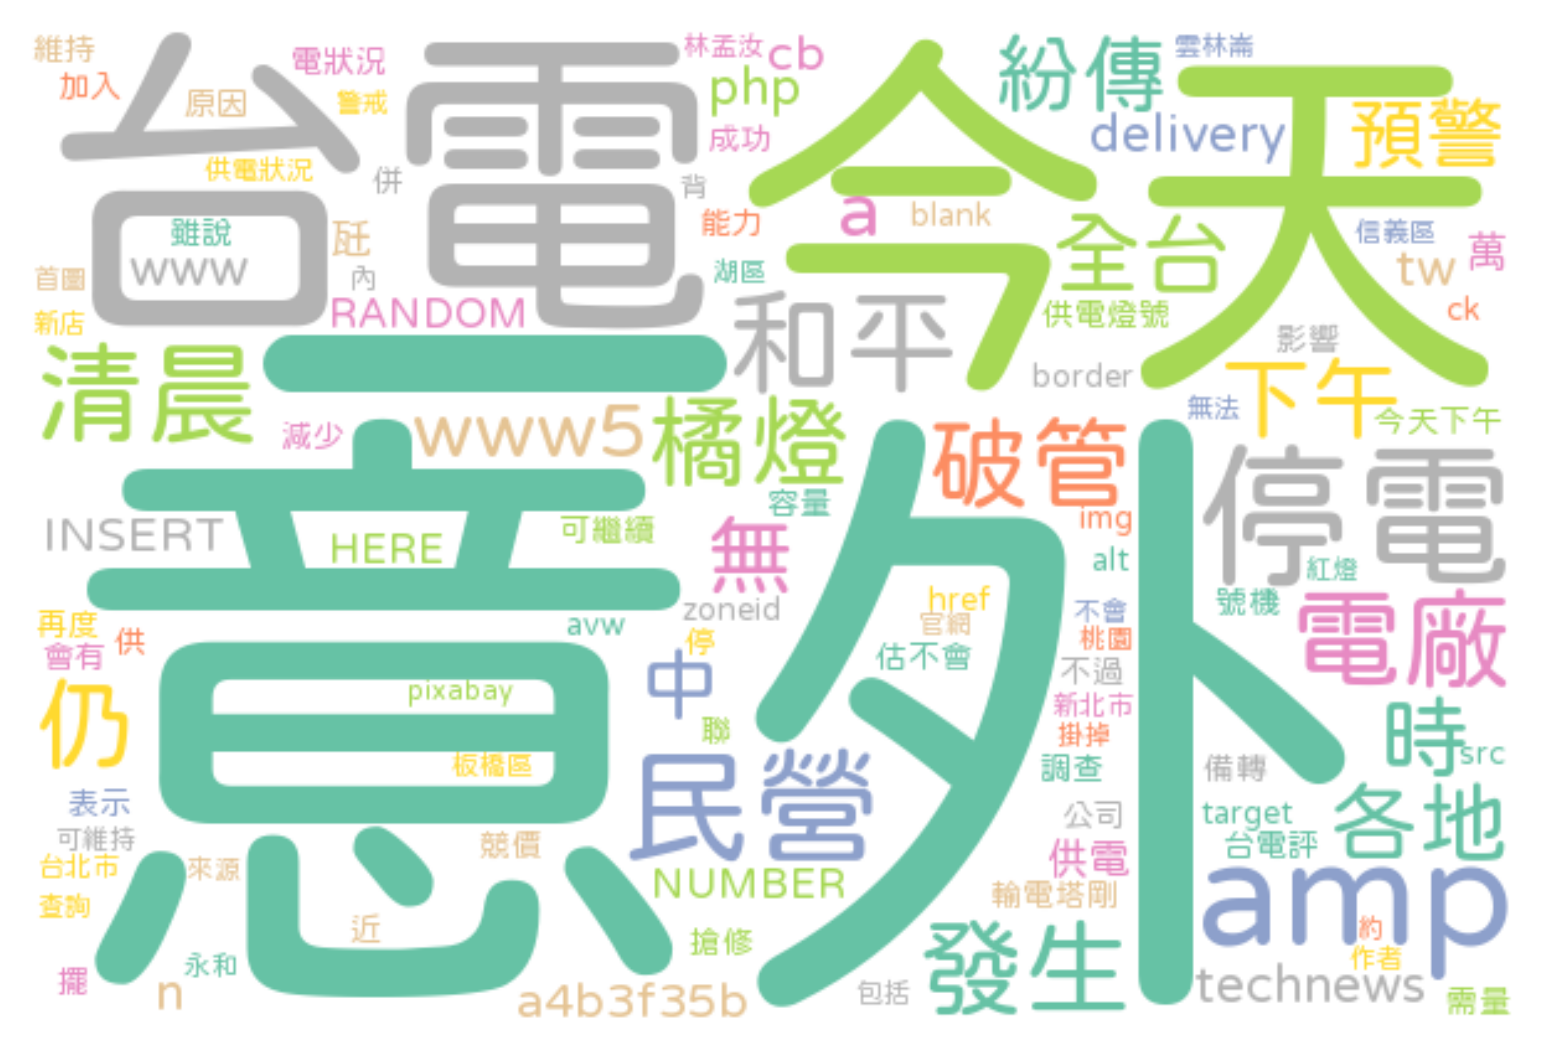 維持
電狀況
林孟汝
cb
紛傳
雲林崙
台電
今天
加入
原因
警戒
php
成功
delivery
預警
供電狀況
併
背
雖說
瓩
能力
a
blank
全台
信義區
萬
www
首圖
內
湖區
tw
新店
RANDOM
和平
供電燈號
ck
影響
清晨
border
下午
減少
www5
橘燈
破管
無法
今天下午
意外
停電
容量
INSERT
HERE
可繼續
無
img
alt
紅燈
zoneid
href
號機
電廠
再度
供
avw
停
官網
不會
會有
估不會
桃園
不過
仍
pixabay
中
新北市
聯
掛掉
時
src
板橋區
民營
調查
備轉
表示
公司
target
各地
可維持
競價
台電評
台北市
來源
供電
NUMBER
輸電塔剛
amp
查詢
近
約
搶修
發生
作者
永和
擺
n
a4b3f35b
包括
technews
需量